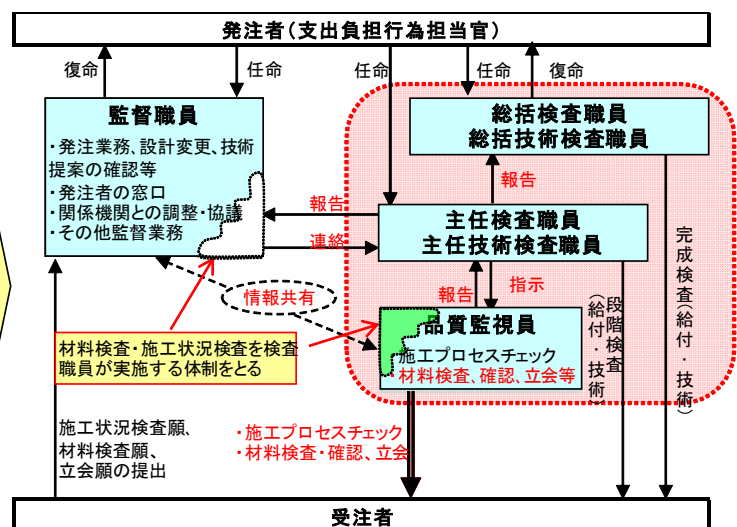 発注者(支出負担行為担当官)
復命
任命
任命
任命
復命
監督職員
・発注業務、設計変更、技術
提案の確認等
・発注者の窓口
・関係機関との調整・協議
・その他監督業務
総括検査職員
総括技術検査職員
報告
報告
主任検査職員
主任技術検査職員
連絡
情報共有
報告
指示
品質監視員
・施工プロセスチェック
・材料検査、確認、立会等
段階検査
(給付・技術)
完成検査(給付・技術)
材料検査・施工状況検査を検査
職員が実施する体制をとる
施工状況検査願、
材料検査願、
立会願の提出
・施工プロセスチェック
・材料検査・確認、立会
受注者